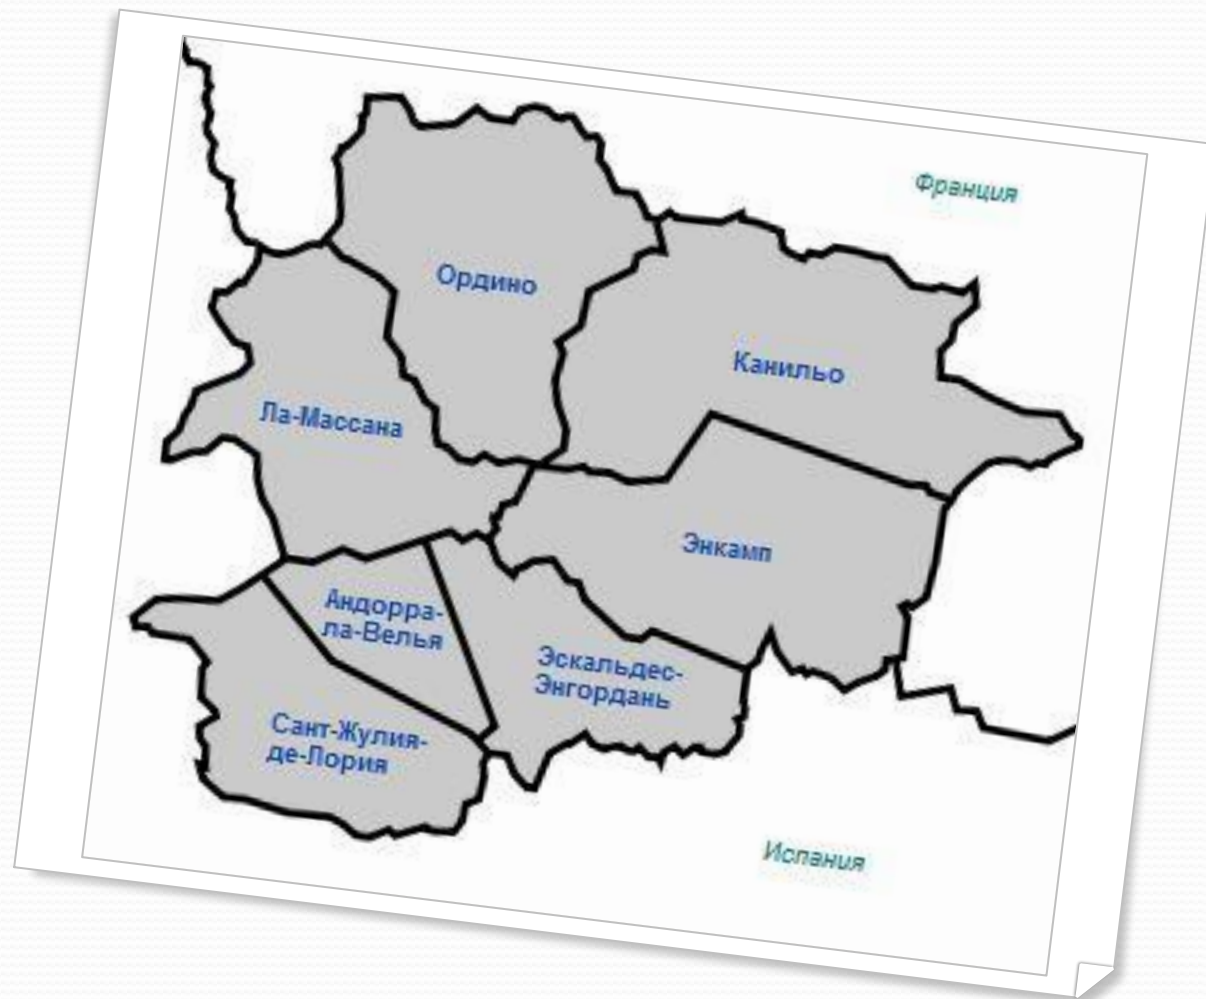 Франция
Ордино
Канильо
Ла-Массана
Энкамп
Андорра-
ла-Велья
Эскальдес-
Энгордань
Сант-Жулия-
де-Лория
Испания